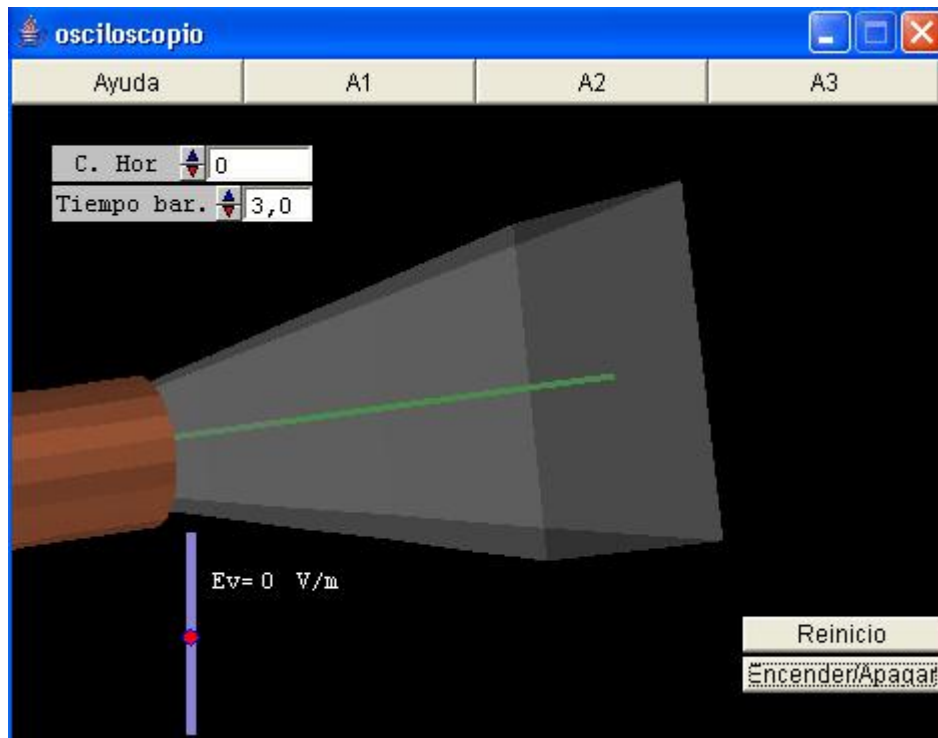 osciloscopio
Ayuda A1 A2 A3
C. Hor 0
Tiempo bar. 3,0
Ev= 0 V/m
Reinicio
Encender/Apagar